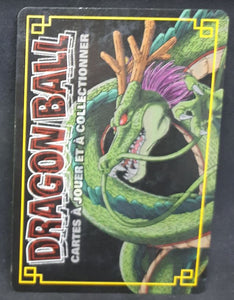 DRAGON BALL
CARTES À JOUER ET À COLLECTIONNER